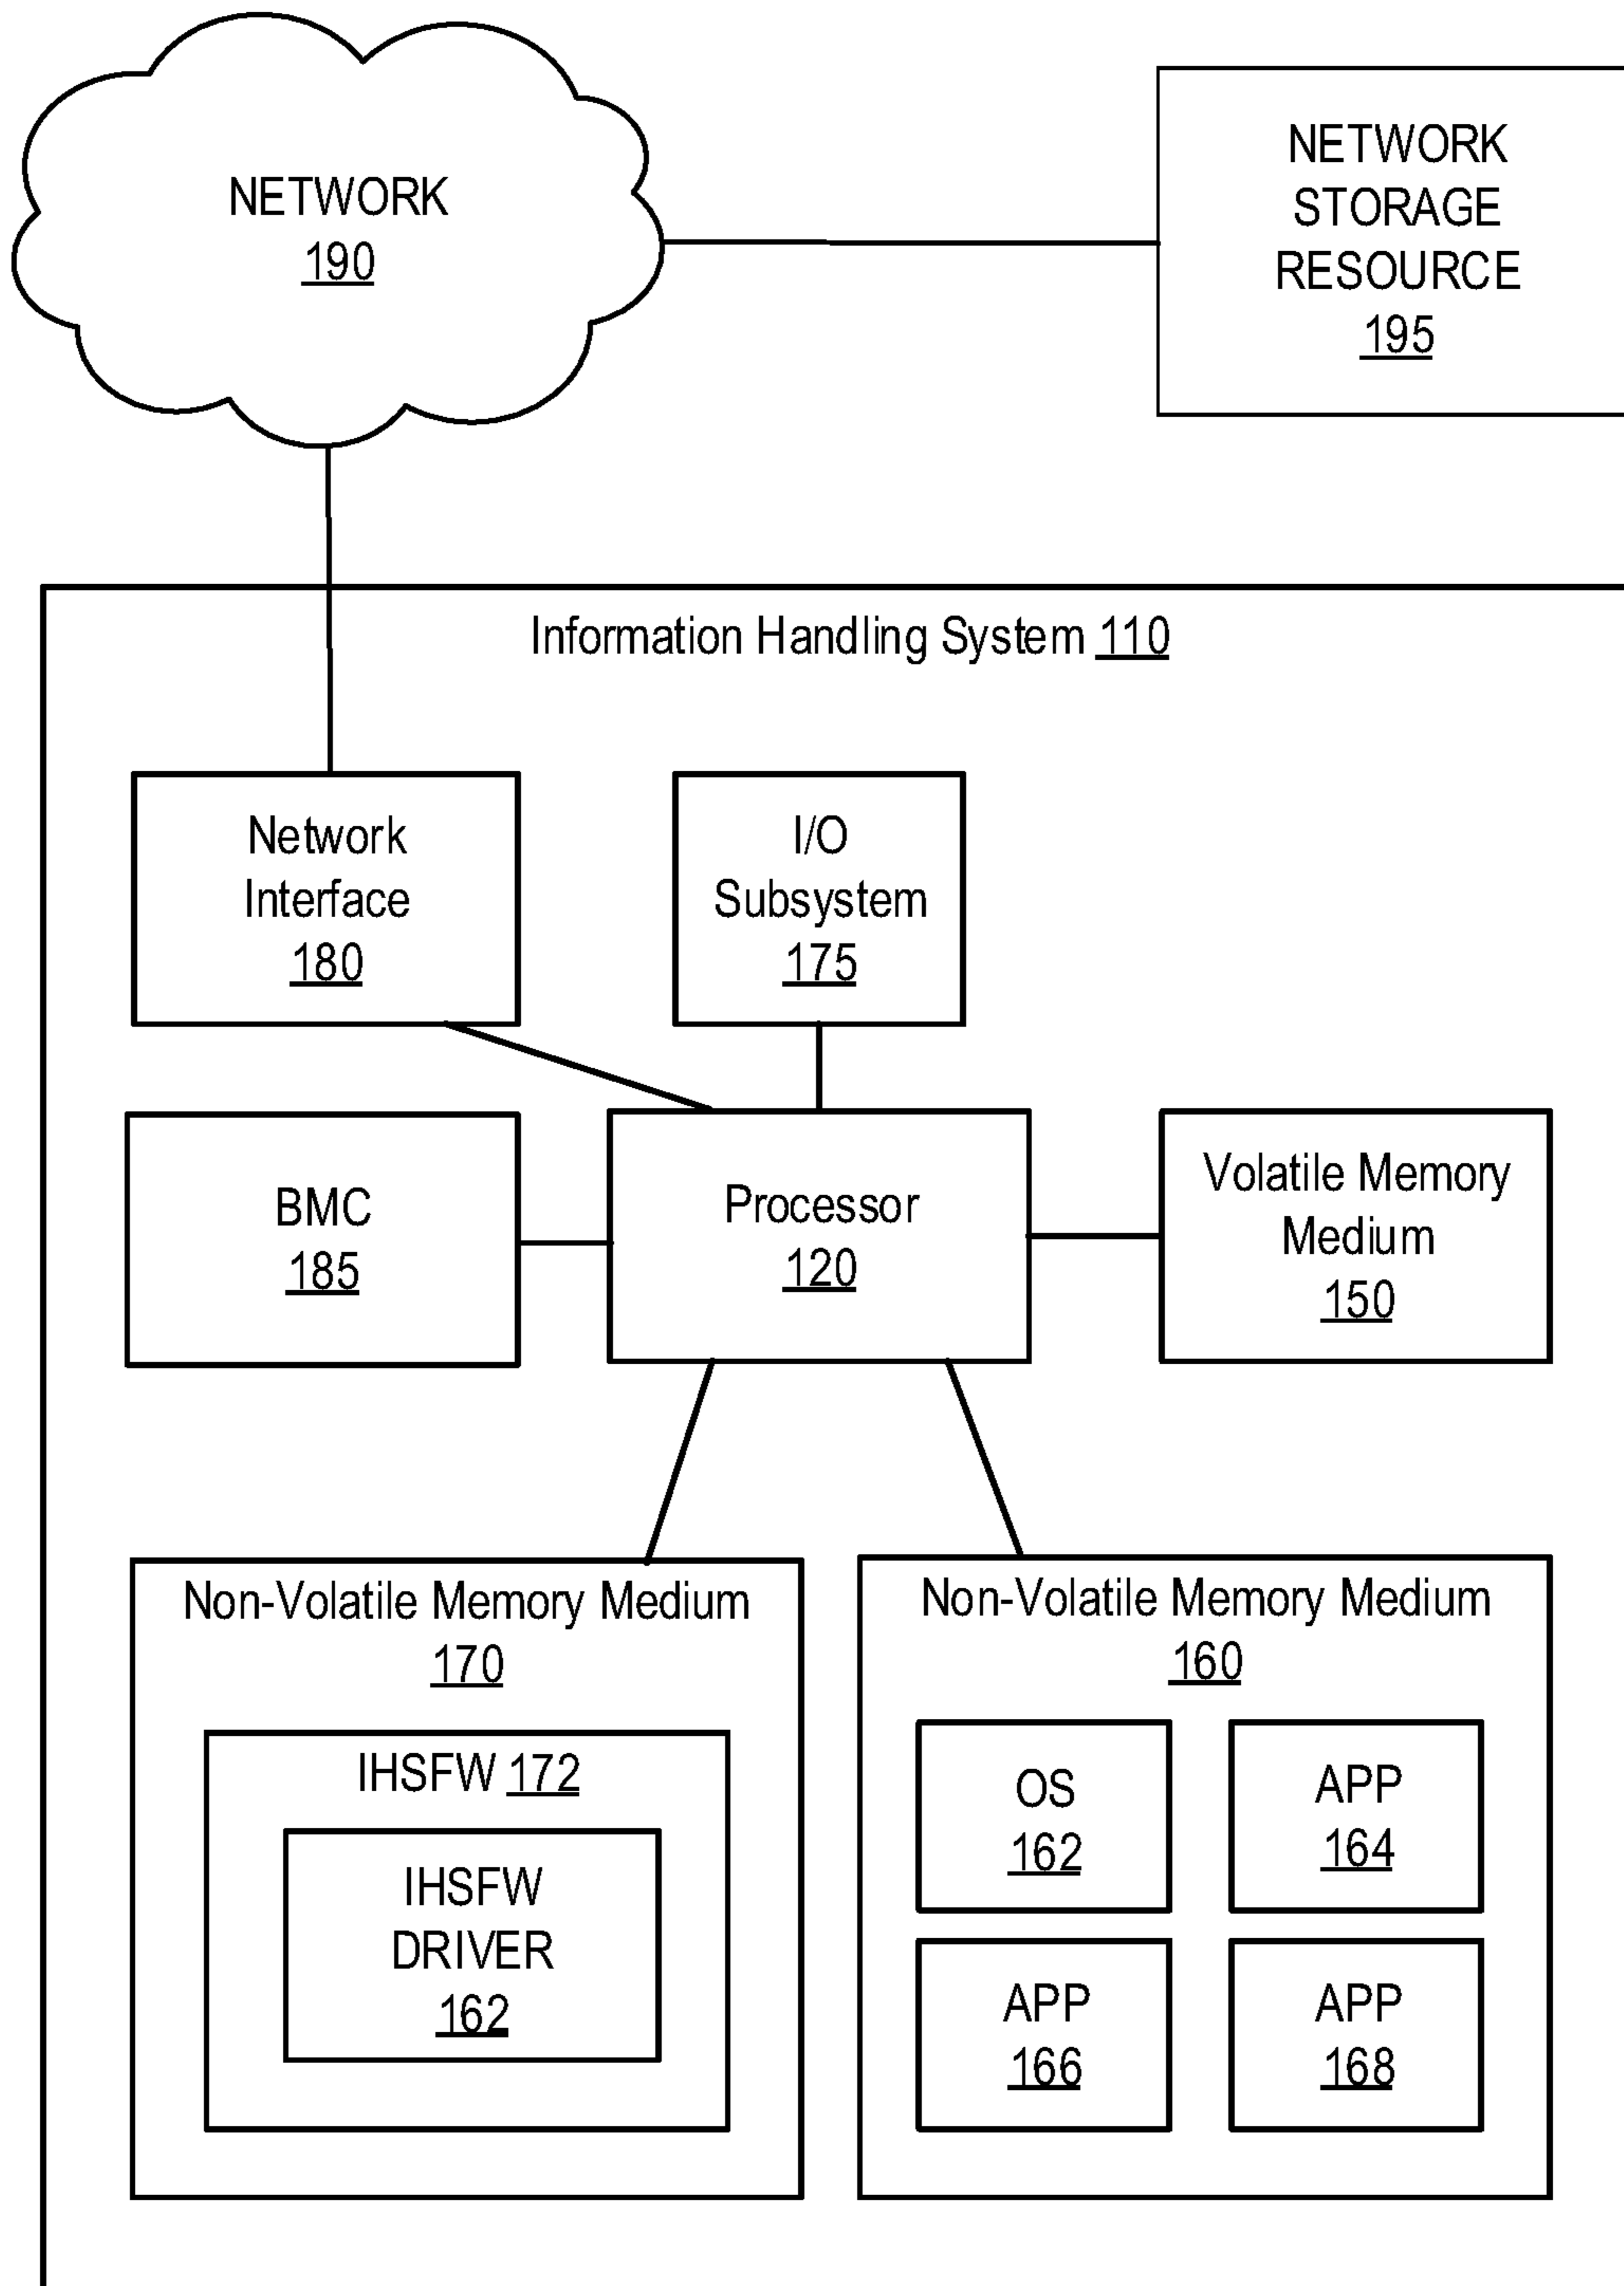 NETWORK
190
NETWORK
STORAGE
RESOURCE
195
Information Handling System 110
Network
Interface
180
I/O
Subsystem
175
BMC
185
Processor
120
Volatile Memory
Medium
150
Non-Volatile Memory Medium
170
IHSFW 172
IHSFW
DRIVER
162
Non-Volatile Memory Medium
160
OS
162
APP
164
APP
166
APP
168